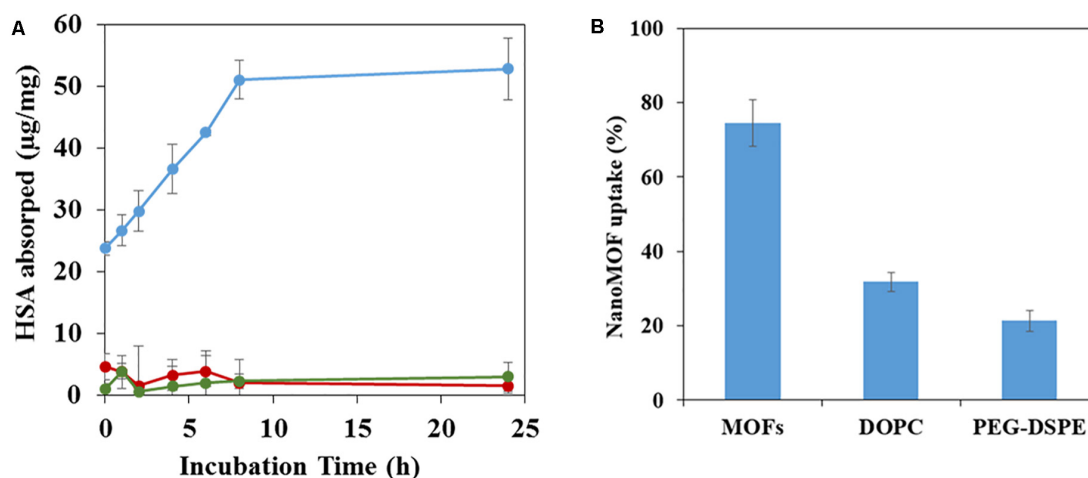 A
HSA absorped (µg/mg)
60
50
40
30
20
10
0
0 5 10 15 20 25
Incubation Time (h)
B
NanoMOF uptake (%)
100
80
60
40
20
0
MOFs DOPC PEG-DSPE